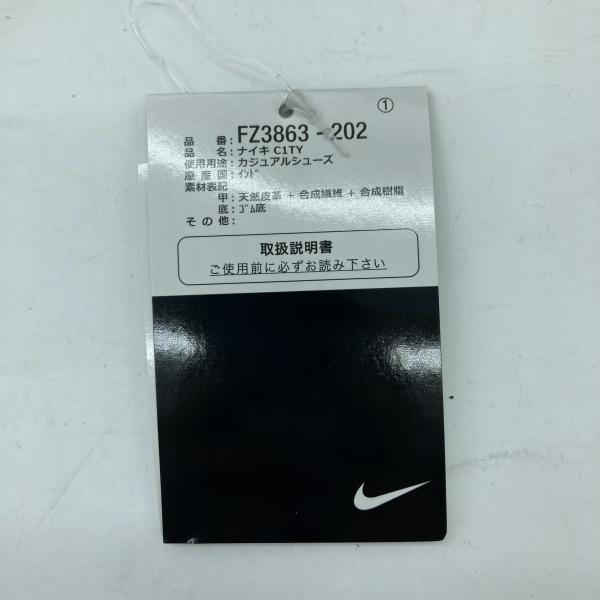 ①
品 番 : FZ3863 - 202
品 名 : ナイキ C1TY
使用用途 : カジュアルシューズ
原 産 国 : ｲﾝﾄﾞ
素材表記
甲 : 天然皮革 + 合成繊維 + 合成樹脂
底 : ｺﾞﾑ底
そ の 他 :
取扱説明書
ご使用前に必ずお読み下さい